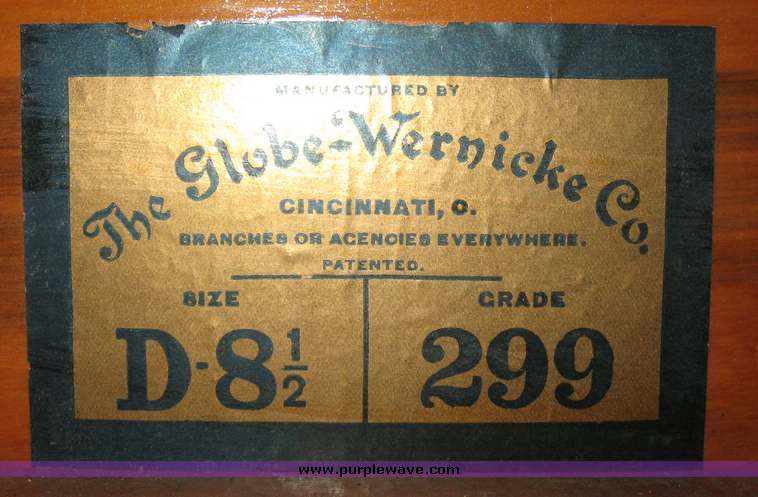 MANUFACTURED BY
The Globe-Wernicke Co.
CINCINNATI, O.
BRANCHES OR AGENCIES EVERYWHERE.
PATENTED.
SIZE GRADE
D-8½ 299
www.purplewave.com